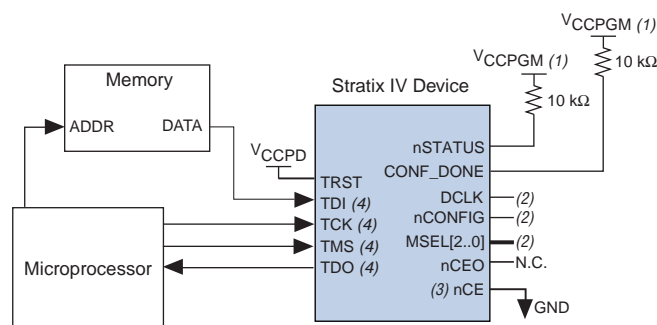 VCCPGM (1)
VCCPGM (1)
10 kΩ
10 kΩ
Memory
ADDR
DATA
Stratix IV Device
VCCPD
nSTATUS
CONF_DONE
TRST
DCLK
(2)
TDI (4)
nCONFIG
(2)
TCK (4)
MSEL[2..0]
(2)
TMS (4)
Microprocessor
TDO (4)
nCEO
N.C.
(3) nCE
GND